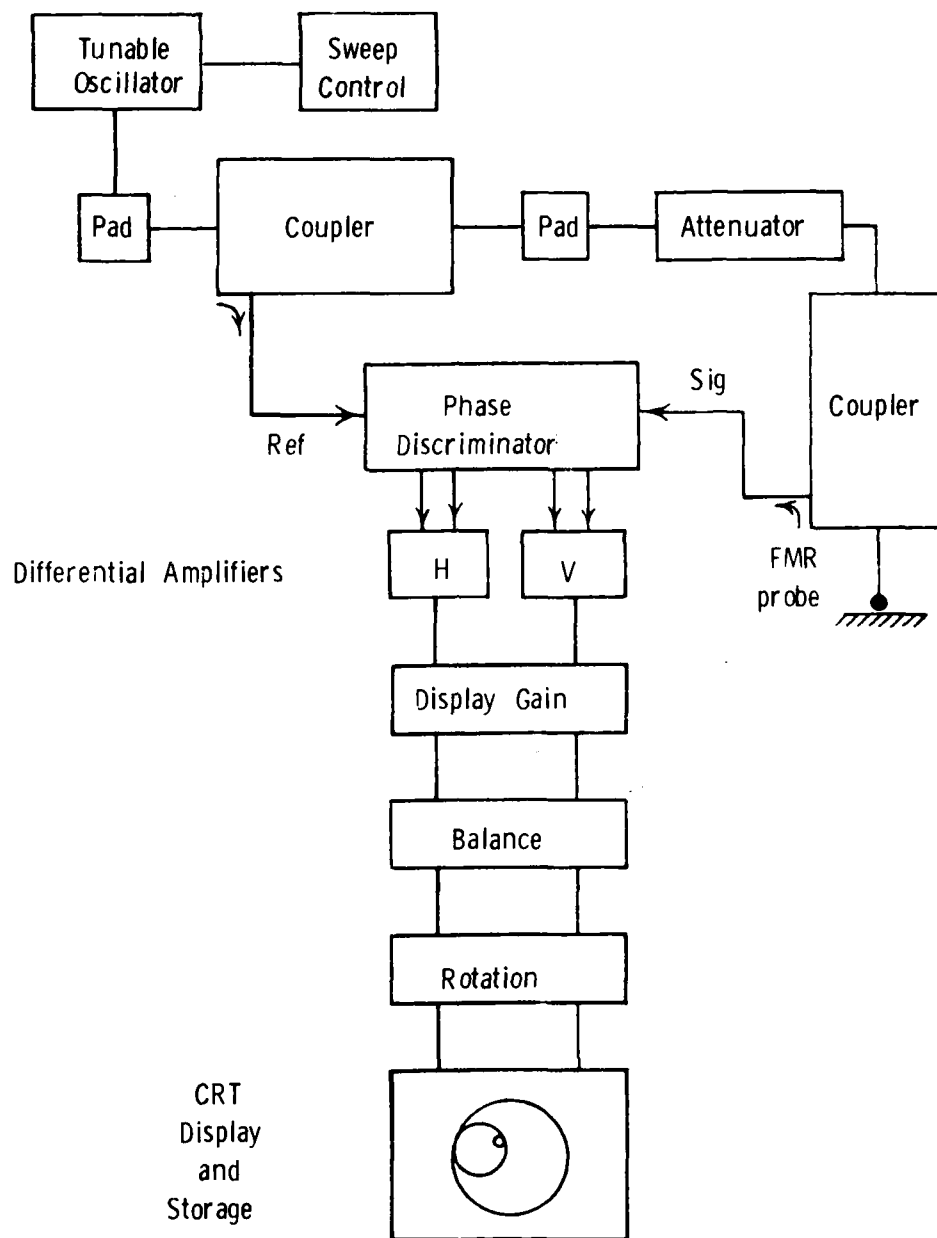 Tunable
Oscillator
Sweep
Control
Pad
Coupler
Pad
Attenuator
Coupler
Phase
Discriminator
Ref
Sig
Differential Amplifiers
H
V
FMR
probe
Display Gain
Balance
Rotation
CRT
Display
and
Storage